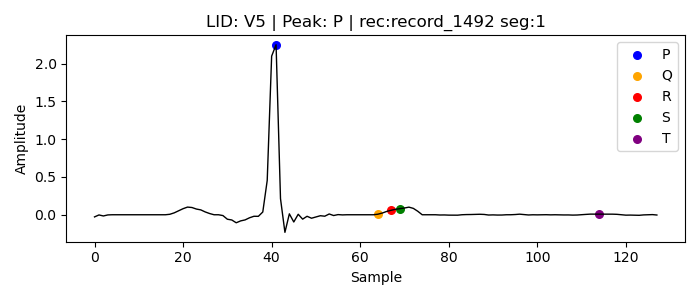 LID: V5 | Peak: P | rec:record_1492 seg:1
P
Q
R
S
T
2.0
1.5
1.0
0.5
0.0
Amplitude
0 20 40 60 80 100 120
Sample